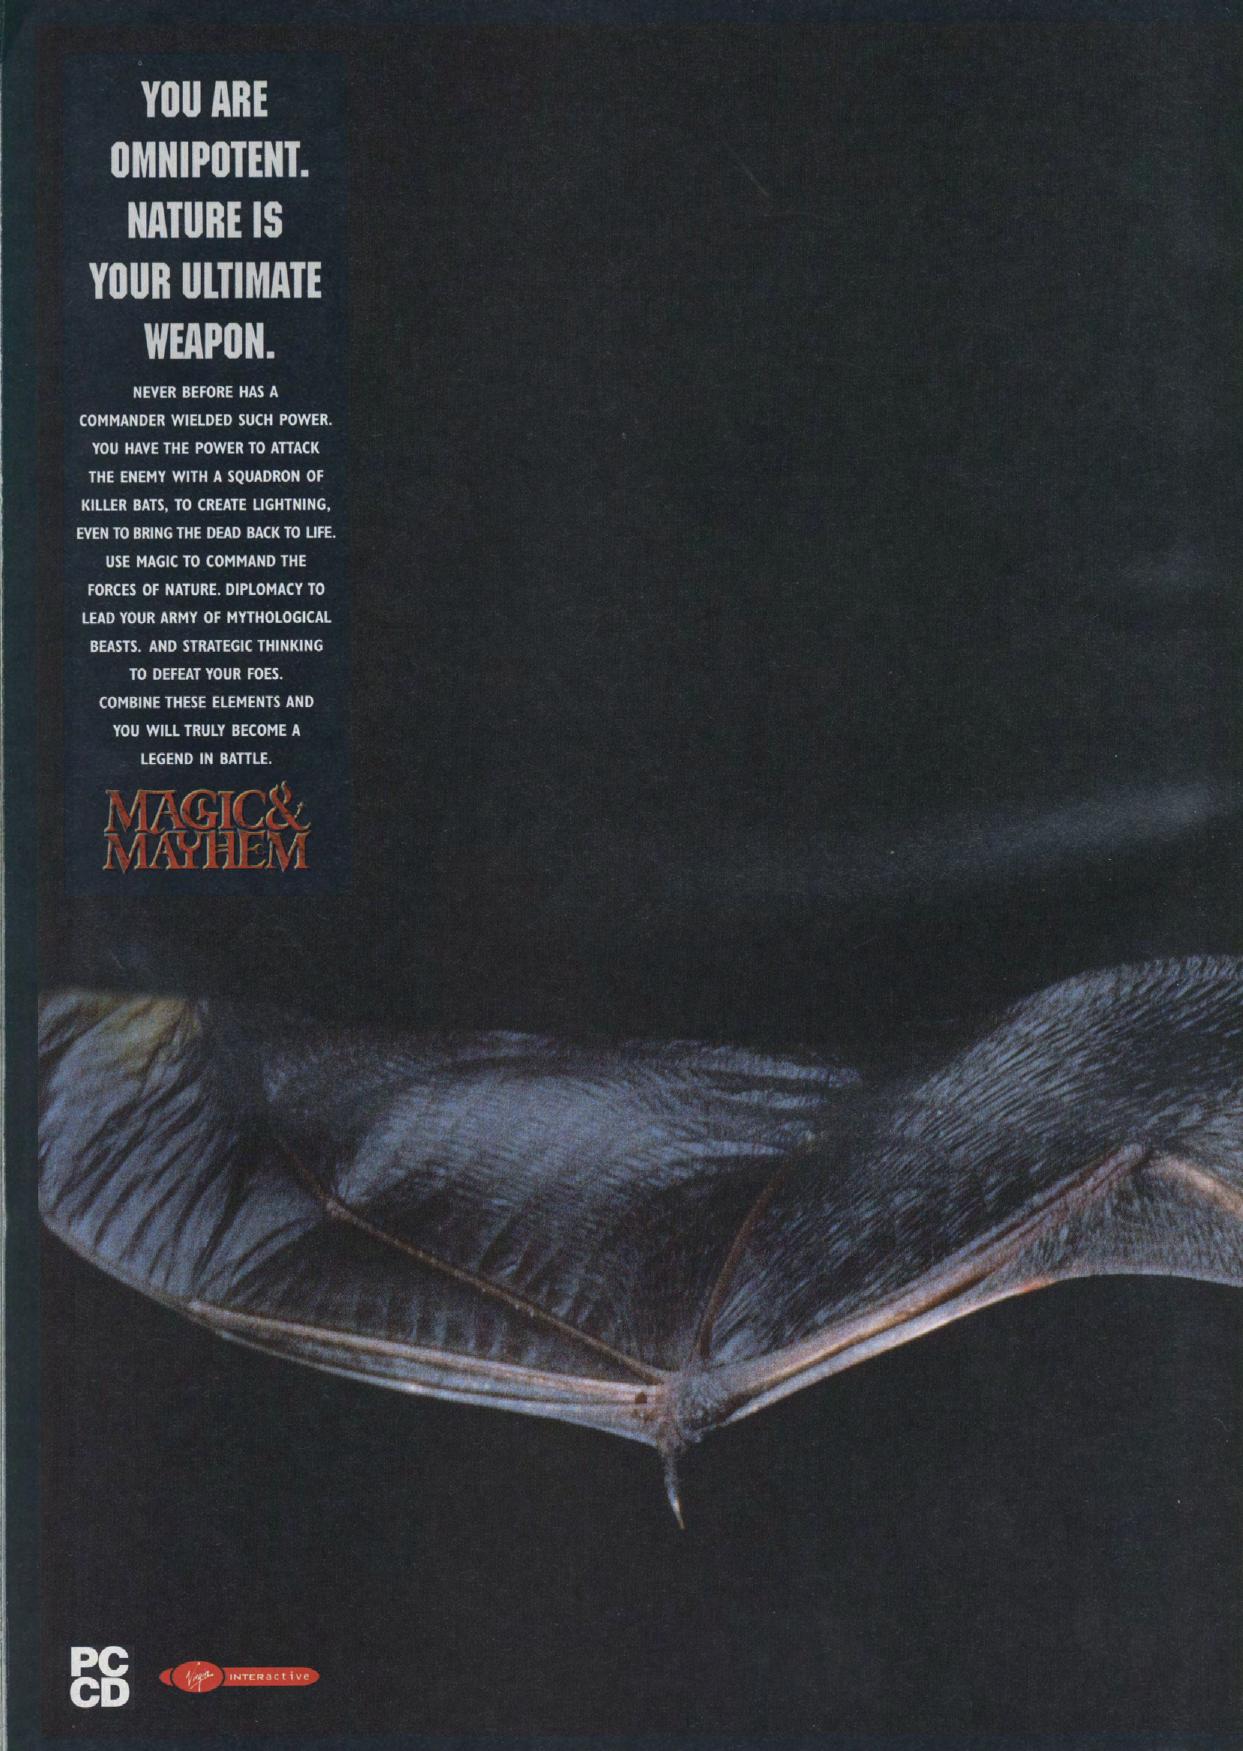 YOU ARE
OMNIPOTENT.
NATURE IS
YOUR ULTIMATE
WEAPON.
NEVER BEFORE HAS A
COMMANDER WIELDED SUCH POWER.
YOU HAVE THE POWER TO ATTACK
THE ENEMY WITH A SQUADRON OF
KILLER BATS, TO CREATE LIGHTNING,
EVEN TO BRING THE DEAD BACK TO LIFE.
USE MAGIC TO COMMAND THE
FORCES OF NATURE. DIPLOMACY TO
LEAD YOUR ARMY OF MYTHOLOGICAL
BEASTS. AND STRATEGIC THINKING
TO DEFEAT YOUR FOES.
COMBINE THESE ELEMENTS AND
YOU WILL TRULY BECOME A
LEGEND IN BATTLE.
MAGIC &
MAYHEM
PC
CD
Virgin INTERactive